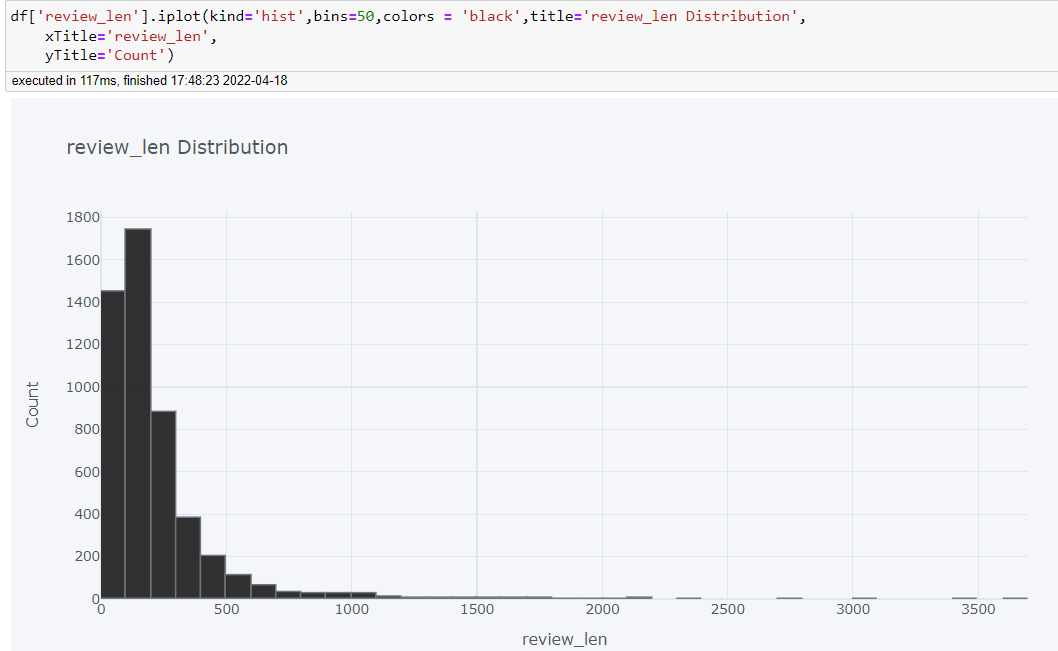 df['review_len'].iplot(kind='hist',bins=50,colors = 'black',title='review_len Distribution',
xTitle='review_len',
yTitle='Count')
executed in 117ms, finished 17:48:23 2022-04-18
review_len Distribution
1800
1600
1400
1200
1000
800
600
400
200
0
Count
0 500 1000 1500 2000 2500 3000 3500
review_len